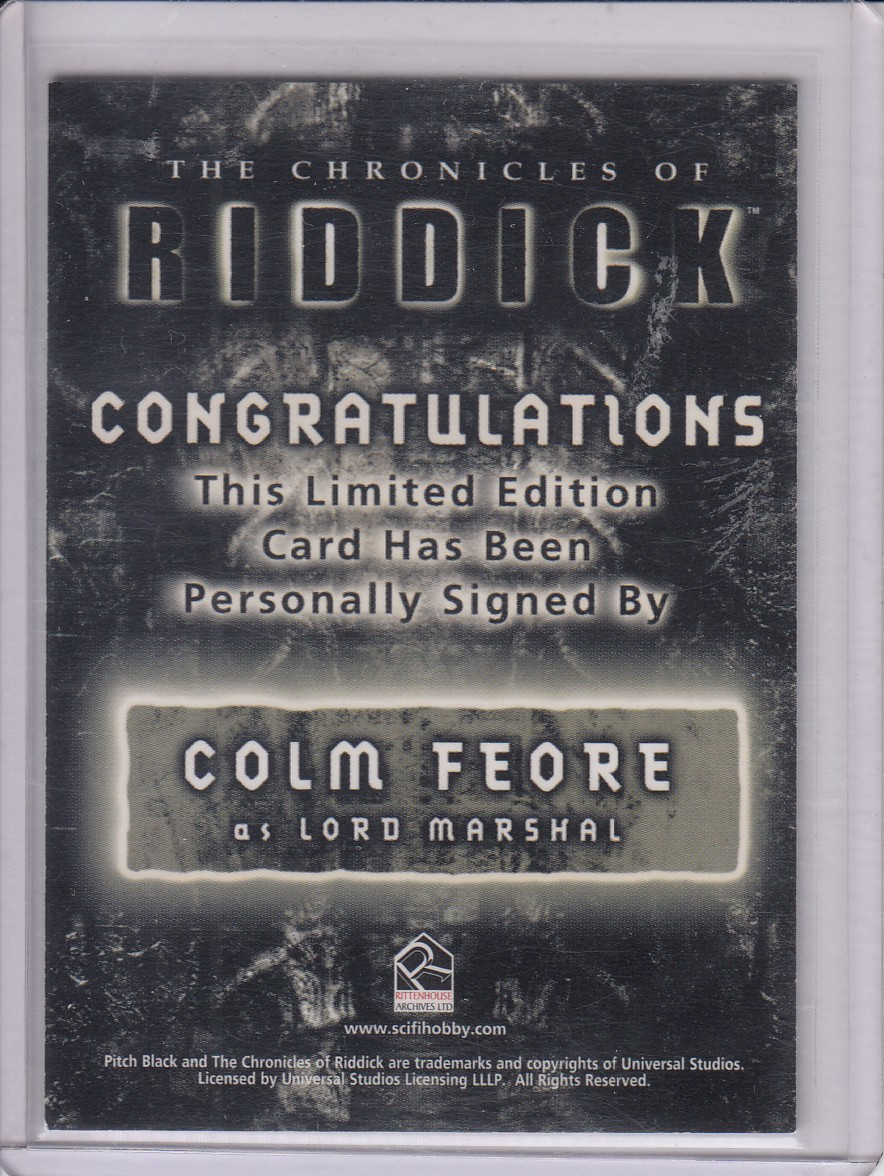 THE CHRONICLES OF
RIDDICK™
CONGRATULATIONS
This Limited Edition
Card Has Been
Personally Signed By
COLM FEORE
as LORD MARSHAL
RITTENHOUSE
ARCHIVES LTD
www.scifihobby.com
Pitch Black and The Chronicles of Riddick are trademarks and copyrights of Universal Studios.
Licensed by Universal Studios Licensing LLLP. All Rights Reserved.